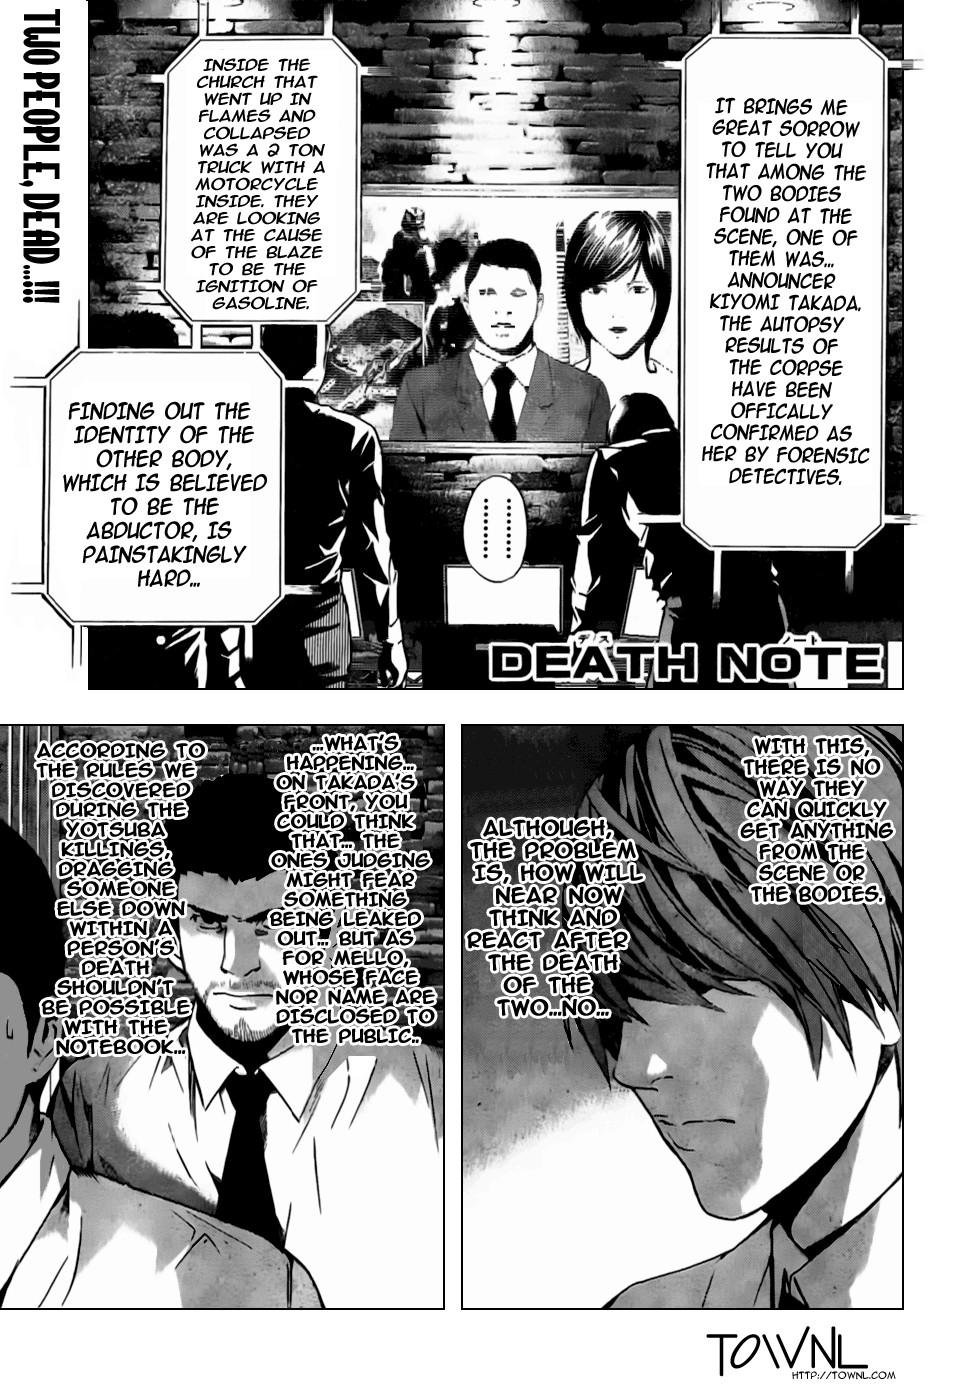 TWO PEOPLE, DEAD...!!!
IT BRINGS ME
GREAT SORROW
TO TELL YOU
THAT AMONG THE
TWO BODIES
FOUND AT THE
SCENE, ONE OF
THEM WAS...
ANNOUNCER
KIYOMI TAKADA.
THE AUTOPSY
RESULTS OF
THE CORPSE
HAVE BEEN
OFFICALLY
CONFIRMED AS
HER BY FORENSIC
DETECTIVES.
INSIDE THE
CHURCH THAT
WENT UP IN
FLAMES AND
COLLAPSED
WAS A 2 TON
TRUCK WITH A
MOTORCYCLE
INSIDE. THEY
ARE LOOKING
AT THE CAUSE
OF THE BLAZE
TO BE THE
IGNITION OF
GASOLINE.
FINDING OUT THE
IDENTITY OF THE
OTHER BODY,
WHICH IS BELIEVED
TO BE THE
ABDUCTOR, IS
PAINSTAKINGLY
HARD...
デス ノート
DEATH NOTE
WITH THIS,
THERE IS NO
WAY THEY
CAN QUICKLY
GET ANYTHING
FROM THE
SCENE OR
THE BODIES.
ALTHOUGH,
THE PROBLEM
IS, HOW WILL
NEAR NOW
THINK AND
REACT AFTER
THE DEATH
OF THE
TWO...NO...
...WHAT'S
HAPPENING...
ON TAKADA'S
FRONT, YOU
COULD THINK
THAT... THE
ONES JUDGING
MIGHT FEAR
SOMETHING
BEING LEAKED
OUT... BUT AS
FOR MELLO,
WHOSE FACE
NOR NAME ARE
DISCLOSED TO
THE PUBLIC..
ACCORDING TO
THE RULES WE
DISCOVERED
DURING THE
YOTSUBA
KILLINGS,
DRAGGING
SOMEONE
ELSE DOWN
WITHIN A
PERSON'S
DEATH
SHOULDN'T
BE POSSIBLE
WITH THE
NOTEBOOK...
TOWNL
HTTP://TOWNL.COM